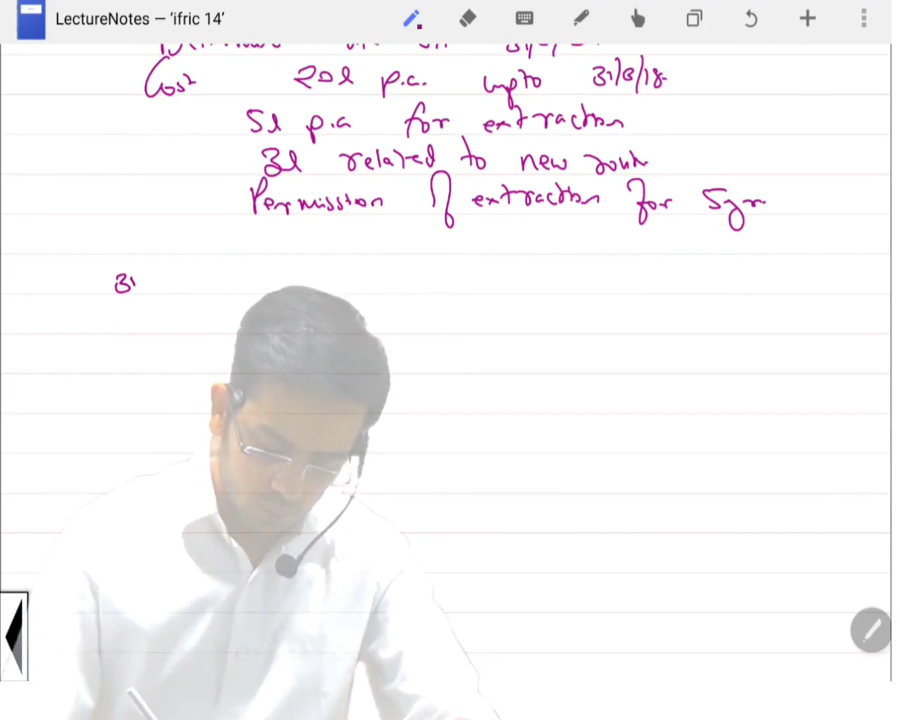 LectureNotes – ‘ifric 14’
Cost 20l p.c. upto 31/3/18
5l p.a for extraction
3l related to new
Permission of extraction for 5yr
31